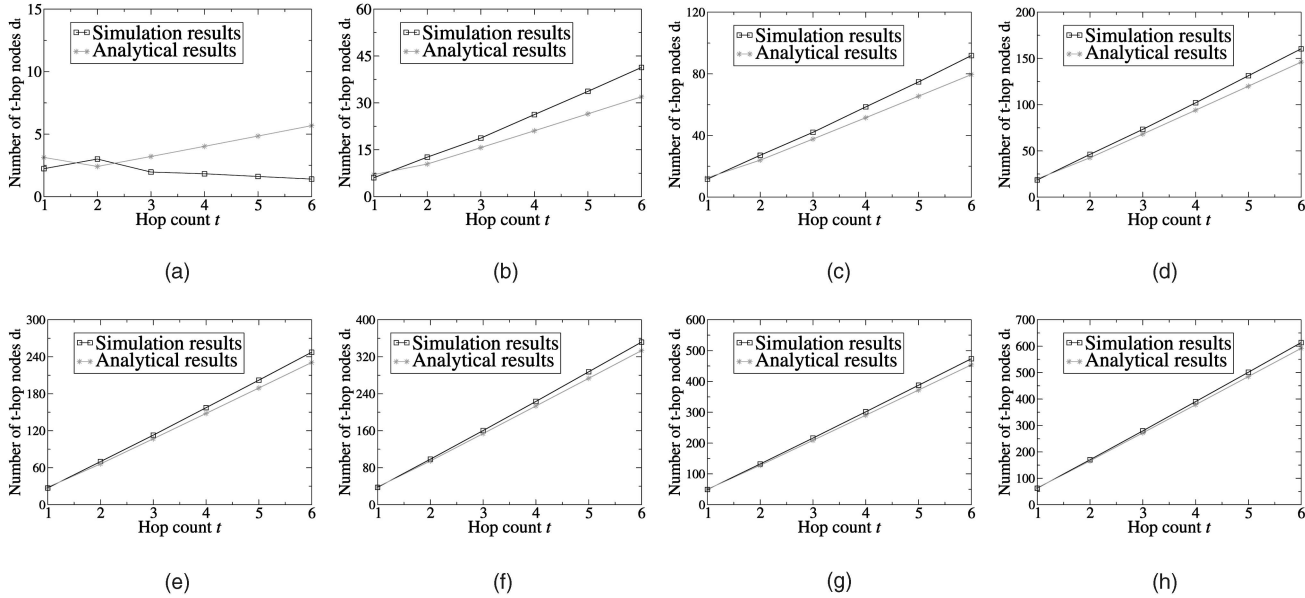 Number of t-hop nodes dt
15
10
5
0
Simulation results
Analytical results
1 2 3 4 5 6
Hop count t
(a)
Number of t-hop nodes dt
60
45
30
15
0
Simulation results
Analytical results
1 2 3 4 5 6
Hop count t
(b)
Number of t-hop nodes dt
120
80
40
0
Simulation results
Analytical results
1 2 3 4 5 6
Hop count t
(c)
Number of t-hop nodes dt
200
150
100
50
0
Simulation results
Analytical results
1 2 3 4 5 6
Hop count t
(d)
Number of t-hop nodes dt
300
240
180
120
60
0
Simulation results
Analytical results
1 2 3 4 5 6
Hop count t
(e)
Number of t-hop nodes dt
400
320
240
160
80
0
Simulation results
Analytical results
1 2 3 4 5 6
Hop count t
(f)
Number of t-hop nodes dt
600
500
400
300
200
100
0
Simulation results
Analytical results
1 2 3 4 5 6
Hop count t
(g)
Number of t-hop nodes dt
700
600
500
400
300
200
100
0
Simulation results
Analytical results
1 2 3 4 5 6
Hop count t
(h)